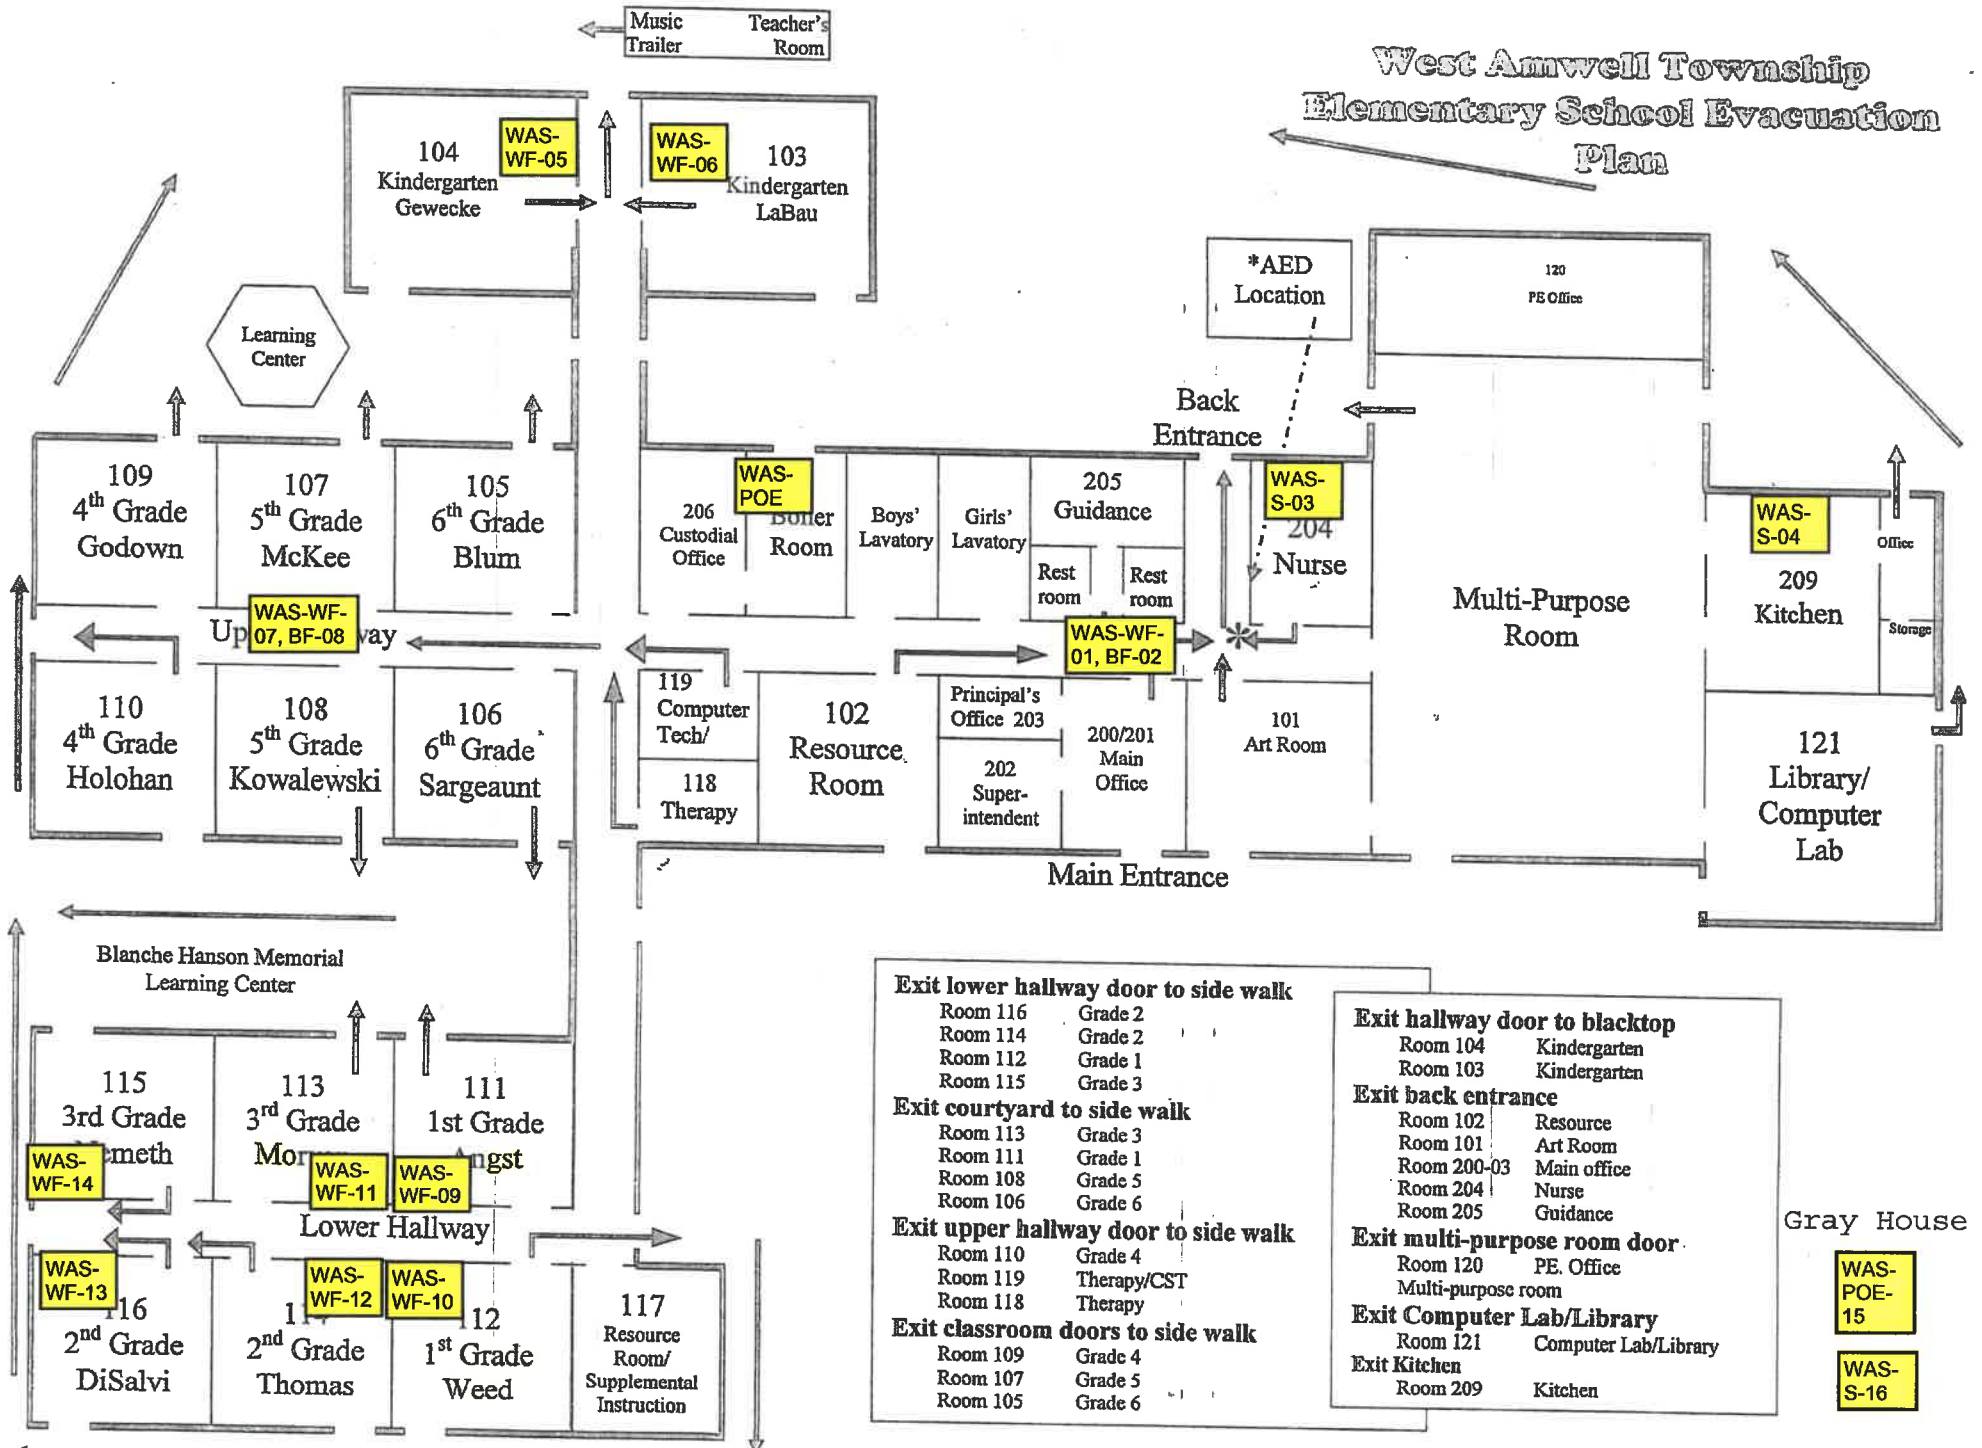 Music Teacher's
Trailer Room
West Amwell Township
Elementary School Evacuation
Plan
104
Kindergarten
Gewecke
WAS-
WF-05
WAS-
WF-06
103
Kindergarten
LaBau
*AED
Location
120
PE Office
Learning
Center
Back
Entrance
109
4th Grade
Godown
107
5th Grade
McKee
105
6th Grade
Blum
206
Custodial
Office
WAS-
POE
Boiler
Room
Boys'
Lavatory
Girls'
Lavatory
205
Guidance
Rest
room
Rest
room
WAS-
S-03
204
Nurse
Multi-Purpose
Room
WAS-
S-04
209
Kitchen
Office
Storage
WAS-WF-
07, BF-08
WAS-WF-
01, BF-02
*
110
4th Grade
Holohan
108
5th Grade
Kowalewski
106
6th Grade
Sargeaunt
119
Computer
Tech/
118
Therapy
102
Resource
Room
Principal's
Office 203
202
Super-
intendent
200/201
Main
Office
101
Art Room
121
Library/
Computer
Lab
Main Entrance
Blanche Hanson Memorial
Learning Center
115
3rd Grade
113
3rd Grade
111
1st Grade
WAS-
WF-14
WAS-
WF-11
WAS-
WF-09
Lower Hallway
WAS-
WF-13
116
2nd Grade
DiSalvi
WAS-
WF-12
2nd Grade
Thomas
WAS-
WF-10
112
1st Grade
Weed
117
Resource
Room/
Supplemental
Instruction
Exit lower hallway door to side walk
Room 116 Grade 2
Room 114 Grade 2
Room 112 Grade 1
Room 115 Grade 3
Exit courtyard to side walk
Room 113 Grade 3
Room 111 Grade 1
Room 108 Grade 5
Room 106 Grade 6
Exit upper hallway door to side walk
Room 110 Grade 4
Room 119 Therapy/CST
Room 118 Therapy
Exit classroom doors to side walk
Room 109 Grade 4
Room 107 Grade 5
Room 105 Grade 6
Exit hallway door to blacktop
Room 104 Kindergarten
Room 103 Kindergarten
Exit back entrance
Room 102 Resource
Room 101 Art Room
Room 200-03 Main office
Room 204 Nurse
Room 205 Guidance
Exit multi-purpose room door
Room 120 PE. Office
Multi-purpose room
Exit Computer Lab/Library
Room 121 Computer Lab/Library
Exit Kitchen
Room 209 Kitchen
Gray House
WAS-
POE-
15
WAS-
S-16